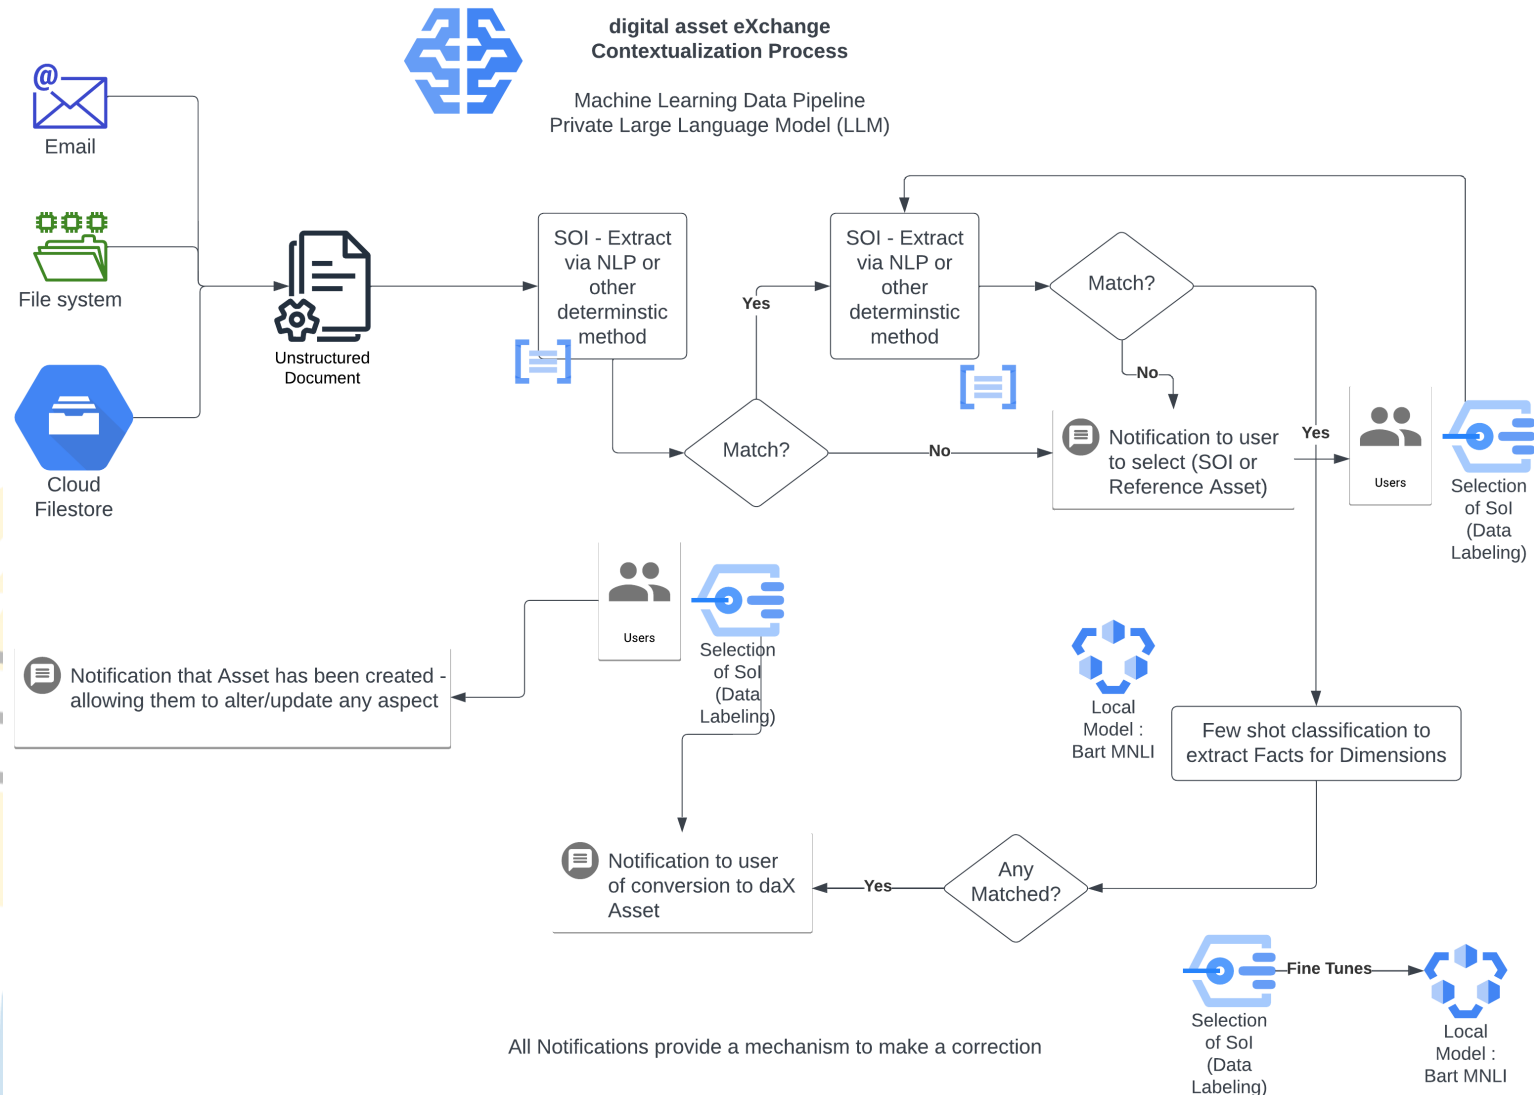 digital asset eXchange
Contextualization Process
Machine Learning Data Pipeline
Private Large Language Model (LLM)
Email
File system
Cloud
Filestore
Unstructured
Document
SOI - Extract
via NLP or
other
determinstic
method
Match?
Yes
No
SOI - Extract
via NLP or
other
determinstic
method
Match?
No
Yes
Notification to user
to select (SOI or
Reference Asset)
Users
Selection
of SoI
(Data
Labeling)
Users
Selection
of SoI
(Data
Labeling)
Notification that Asset has been created -
allowing them to alter/update any aspect
Local
Model :
Bart MNLI
Few shot classification to
extract Facts for Dimensions
Any
Matched?
Yes
Notification to user
of conversion to daX
Asset
Fine Tunes
Selection
of SoI
(Data
Labeling)
Local
Model :
Bart MNLI
All Notifications provide a mechanism to make a correction